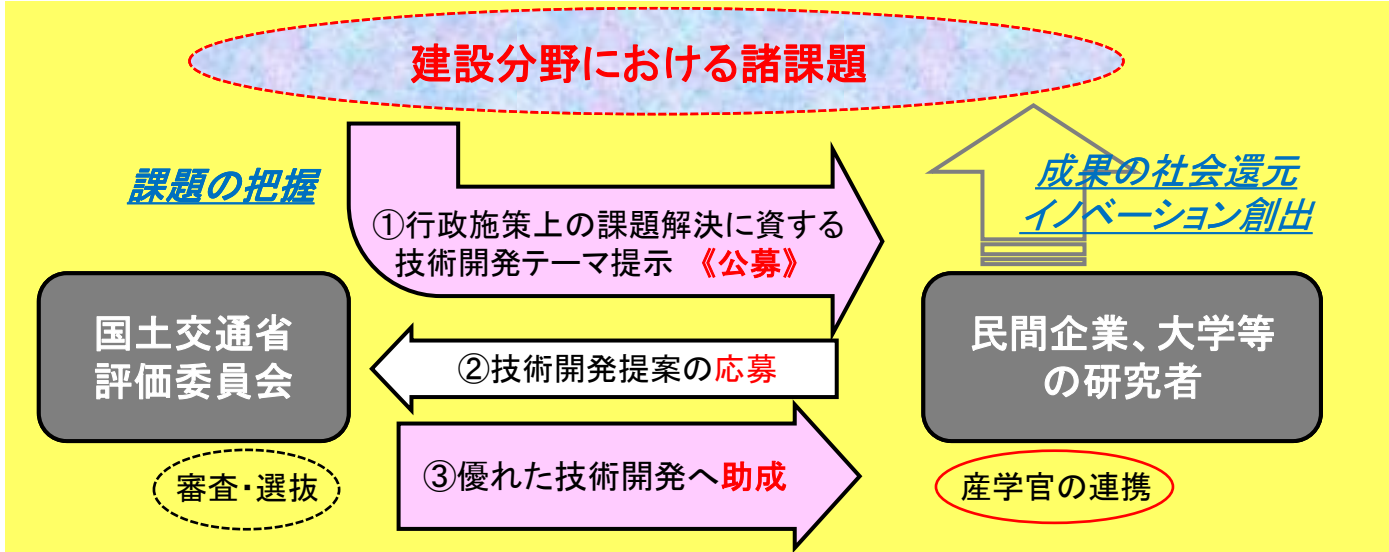 建設分野における諸課題
課題の把握
成果の社会還元
イノベーション創出
①行政施策上の課題解決に資する
技術開発テーマ提示 《公募》
国土交通省
評価委員会
民間企業、大学等
の研究者
②技術開発提案の応募
③優れた技術開発へ助成
審査・選抜
産学官の連携